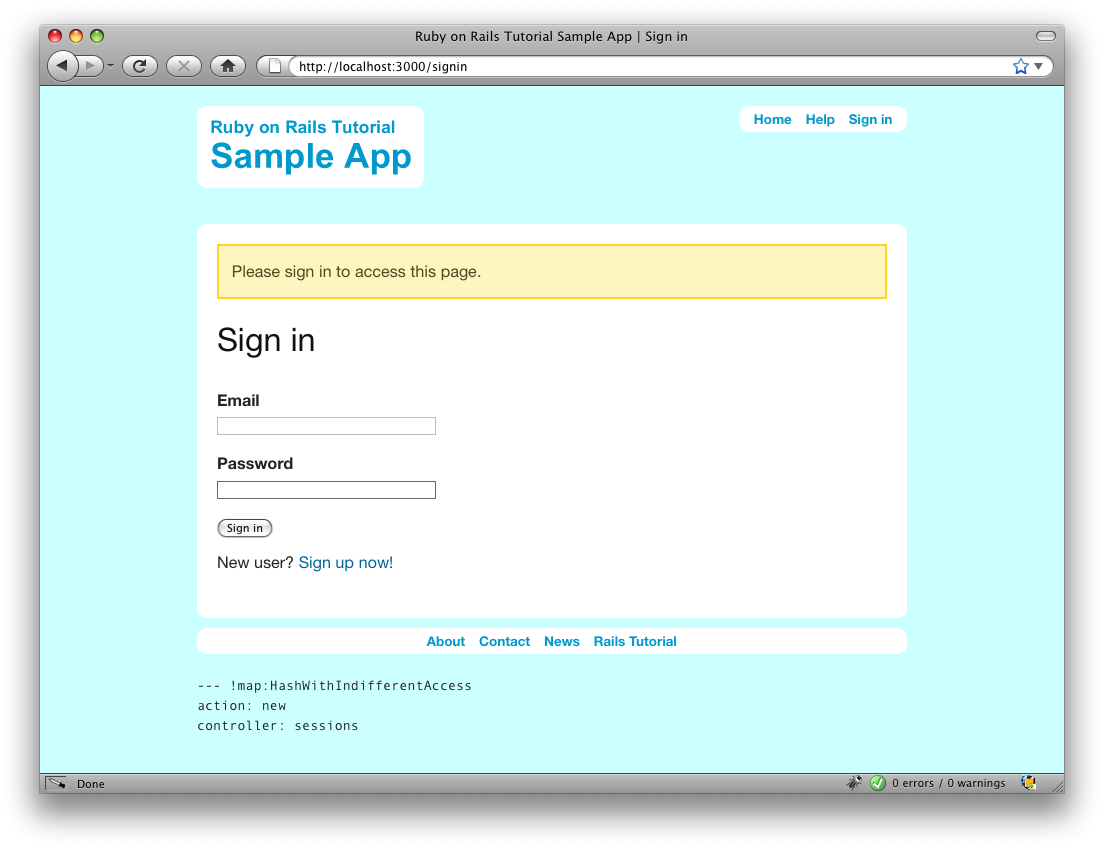 Ruby on Rails Tutorial Sample App | Sign in
http://localhost:3000/signin
Ruby on Rails Tutorial
Sample App
Home Help Sign in
Please sign in to access this page.
Sign in
Email
Password
Sign in
New user? Sign up now!
About Contact News Rails Tutorial
--- !map:HashWithIndifferentAccess
action: new
controller: sessions
Done
0 errors / 0 warnings